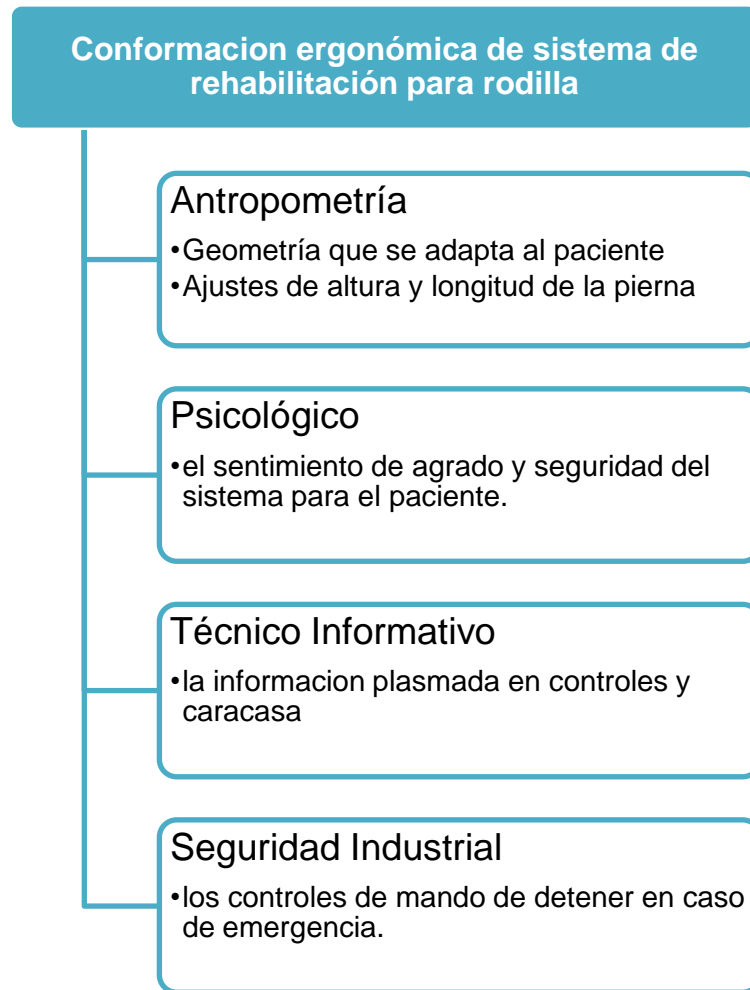 Conformacion ergonómica de sistema de
rehabilitación para rodilla
Antropometría
•Geometría que se adapta al paciente
•Ajustes de altura y longitud de la pierna
Psicológico
•el sentimiento de agrado y seguridad del
sistema para el paciente.
Técnico Informativo
•la informacion plasmada en controles y
caracasa
Seguridad Industrial
•los controles de mando de detener en caso
de emergencia.